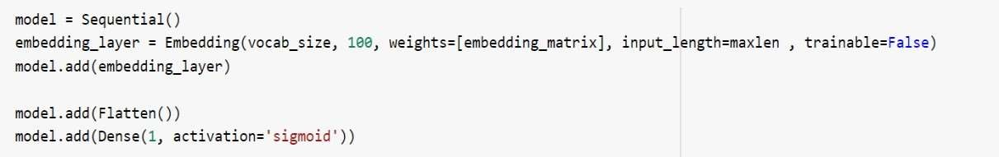 model = Sequential()
embedding_layer = Embedding(vocab_size, 100, weights=[embedding_matrix], input_length=maxlen , trainable=False)
model.add(embedding_layer)
model.add(Flatten())
model.add(Dense(1, activation='sigmoid'))